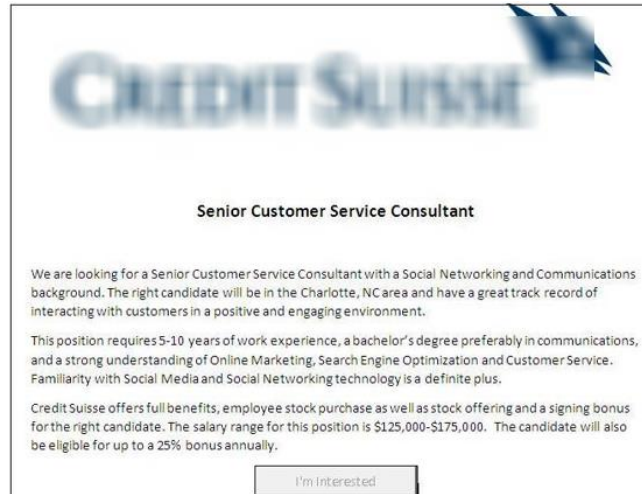 CREDIT SUISSE
Senior Customer Service Consultant
We are looking for a Senior Customer Service Consultant with a Social Networking and Communications
background. The right candidate will be in the Charlotte, NC area and have a great track record of
interacting with customers in a positive and engaging environment.
This position requires 5-10 years of work experience, a bachelor's degree preferably in communications,
and a strong understanding of Online Marketing, Search Engine Optimization and Customer Service.
Familiarity with Social Media and Social Networking technology is a definite plus.
Credit Suisse offers full benefits, employee stock purchase as well as stock offering and a signing bonus
for the right candidate. The salary range for this position is $125,000-$175,000. The candidate will also
be eligible for up to a 25% bonus annually.
I'm Interested